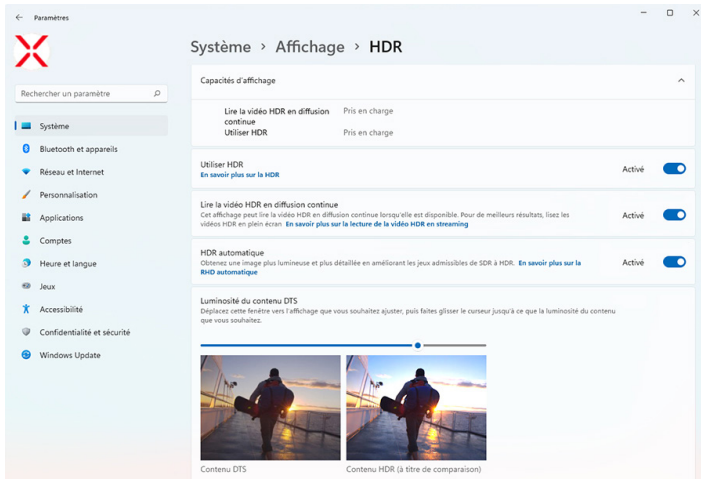 Paramètres
Système > Affichage > HDR
Rechercher un paramètre
Système
Bluetooth et appareils
Réseau et Internet
Personnalisation
Applications
Comptes
Heure et langue
Jeux
Accessibilité
Confidentialité et sécurité
Windows Update
Capacités d'affichage
Lire la vidéo HDR en diffusion continue Pris en charge
Utiliser HDR Pris en charge
Utiliser HDR Activé
En savoir plus sur la HDR
Lire la vidéo HDR en diffusion continue
Cet affichage peut lire la vidéo HDR en diffusion continue lorsqu'elle est disponible. Pour de meilleurs résultats, lisez les Activé
vidéos HDR en plein écran En savoir plus sur la lecture de la vidéo HDR en streaming
HDR automatique
Obtenez une image plus lumineuse et plus détaillée en améliorant les jeux admissibles de SDR à HDR. En savoir plus sur la Activé
RHD automatique
Luminosité du contenu DTS
Déplacez cette fenêtre vers l'affichage que vous souhaitez ajuster, puis faites glisser le curseur jusqu'à ce que la luminosité du contenu
que vous souhaitez.
Contenu DTS
Contenu HDR (à titre de comparaison)